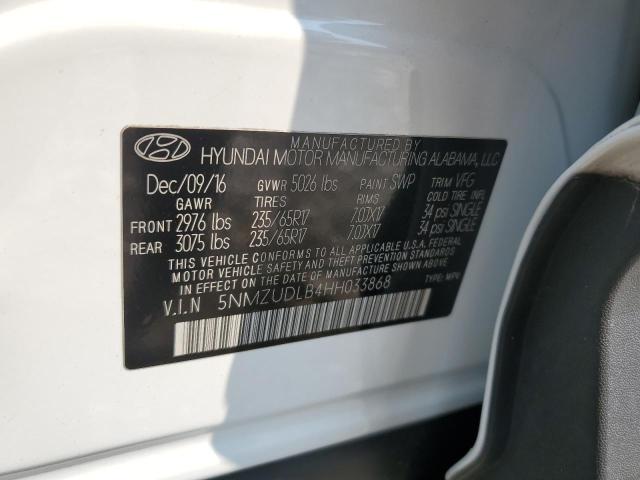 MANUFACTURED BY
HYUNDAI MOTOR MANUFACTURING ALABAMA, LLC
Dec/09/16 GVWR 5026 lbs PAINT SWP TRIM VFG
GAWR TIRES RIMS COLD TIRE INFL
FRONT 2976 lbs 235/65R17 7.0JX17 34 psi SINGLE
REAR 3075 lbs 235/65R17 7.0JX17 34 psi SINGLE
THIS VEHICLE CONFORMS TO ALL APPLICABLE U.S.A. FEDERAL
MOTOR VEHICLE SAFETY AND THEFT PREVENTION STANDARDS IN
EFFECT ON THE DATE OF MANUFACTURE SHOWN ABOVE.
V.I.N 5NMZUDLB4HH033868 TYPE: MPV